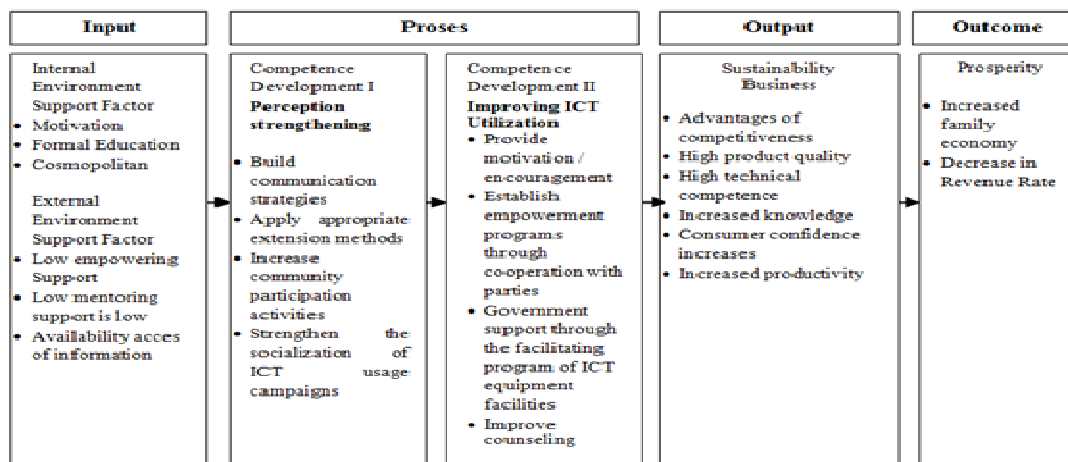 Input
Proses
Output
Outcome
Internal
Environment
Support Factor
• Motivation
• Formal Education
• Cosmopolitan
External
Environment
Support Factor
• Low empowering
Support
• Low mentoring
support is low
• Availability acces
of information
Competence
Development I
Perception
strengthening
• Build
communication
strategies
• Apply appropriate
extension methods
• Increase
community
participation
activities
• Strengthen the
socialization of
ICT usage
campaigns
Competence
Development II
Improving ICT
Utilization
• Provide
motivation /
encouragement
• Establish
empowerment
programs
through
cooperation with
parties
• Government
support through
the facilitating
program of ICT
equipment
facilities
• Improve
counseling
Sustainability
Business
• Advantages of
competitiveness
• High product quality
• High technical
competence
• Increased knowledge
• Consumer confidence
increases
• Increased productivity
Prosperity
• Increased
family
economy
• Decrease in
Revenue Rate